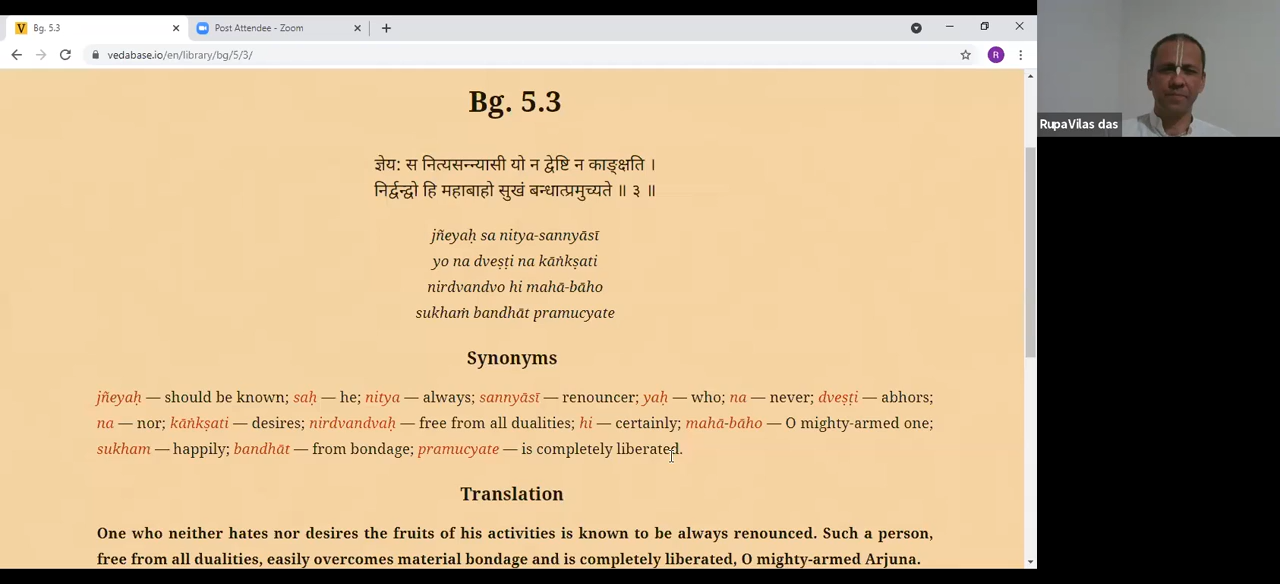 Bg. 5.3
Post Attendee - Zoom
vedabase.io/en/library/bg/5/3/
R
Bg. 5.3
ज्ञेय: स नित्यसन्न्यासी यो न द्वेष्टि न काङ्‍क्षति ।
निर्द्वन्द्वो हि महाबाहो सुखं बन्धात्प्रमुच्यते ॥ ३ ॥
jñeyaḥ sa nitya-sannyāsī
yo na dveṣṭi na kāṅkṣati
nirdvandvo hi mahā-bāho
sukhaṁ bandhāt pramucyate
Synonyms
jñeyaḥ — should be known; saḥ — he; nitya — always; sannyāsī — renouncer; yaḥ — who; na — never; dveṣṭi — abhors;
na — nor; kāṅkṣati — desires; nirdvandvaḥ — free from all dualities; hi — certainly; mahā-bāho — O mighty-armed one;
sukham — happily; bandhāt — from bondage; pramucyate — is completely liberated.
Translation
One who neither hates nor desires the fruits of his activities is known to be always renounced. Such a person,
free from all dualities, easily overcomes material bondage and is completely liberated, O mighty-armed Arjuna.
RupaVilas das